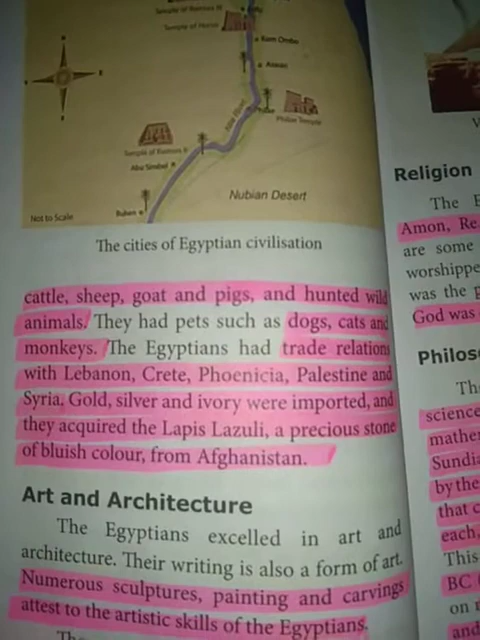 Temple of Ramses III
Edfu
Temple of Horus
Kom Ombo
Aswan
Nile River
Philae Temple
Temple of Ramses II
Abu Simbel
Nubian Desert
Not to Scale
Buhen
The cities of Egyptian civilisation
cattle, sheep, goat and pigs, and hunted wild
animals. They had pets such as dogs, cats and
monkeys. The Egyptians had trade relations
with Lebanon, Crete, Phoenicia, Palestine and
Syria. Gold, silver and ivory were imported, and
they acquired the Lapis Lazuli, a precious stone
of bluish colour, from Afghanistan.
Art and Architecture
The Egyptians excelled in art and
architecture. Their writing is also a form of art.
Numerous sculptures, painting and carvings
attest to the artistic skills of the Egyptians.
Religion
The E
Amon, Re
are some
worshippe
was the p
God was
Philos
Th
science
mathe
Sundia
by the
that c
each.
This
BC
on
and